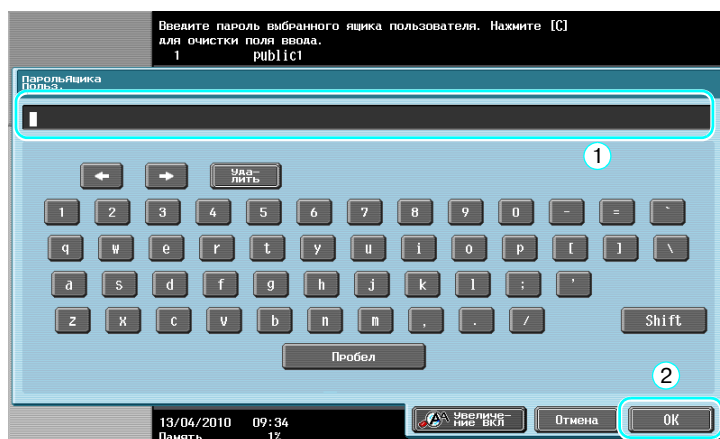 Введите пароль выбранного ящика пользователя. Нажмите [C]
для очистки поля ввода.
1 public1
ПарольЯщика
Польз.
1
← → Уда-
лить
1 2 3 4 5 6 7 8 9 0 - = `
q w e r t y u i o p [ ] \
a s d f g h j k l ; '
z x c v b n m , . / Shift
Пробел
2
Увеличе-
ние ВКЛ Отмена OK
13/04/2010 09:34
Память 1%